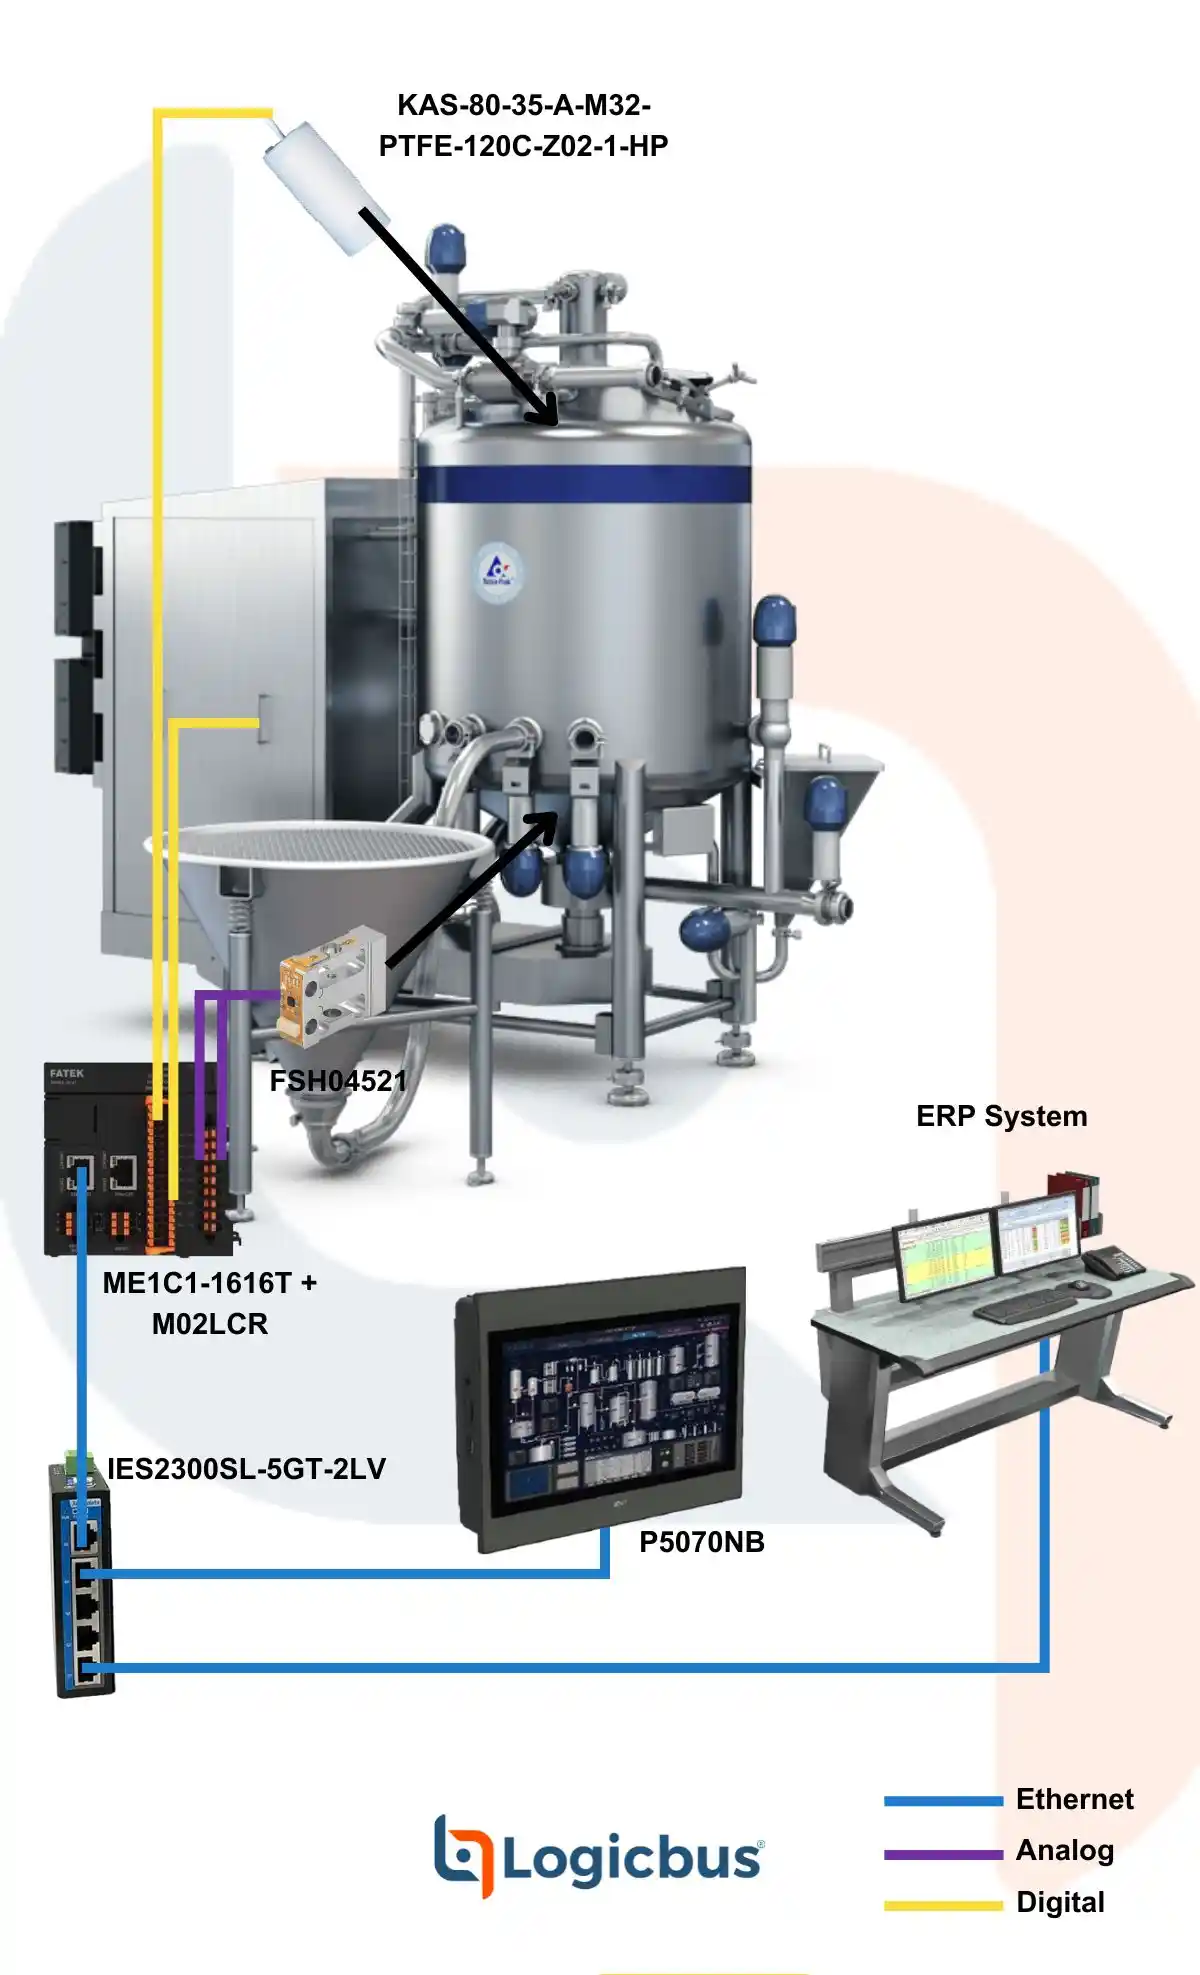 KAS-80-35-A-M32-
PTFE-120C-Z02-1-HP
FATEK
FSH04521
ERP System
ME1C1-1616T +
M02LCR
IES2300SL-5GT-2LV
P5070NB
Ethernet
Analog
Digital
Logicbus®